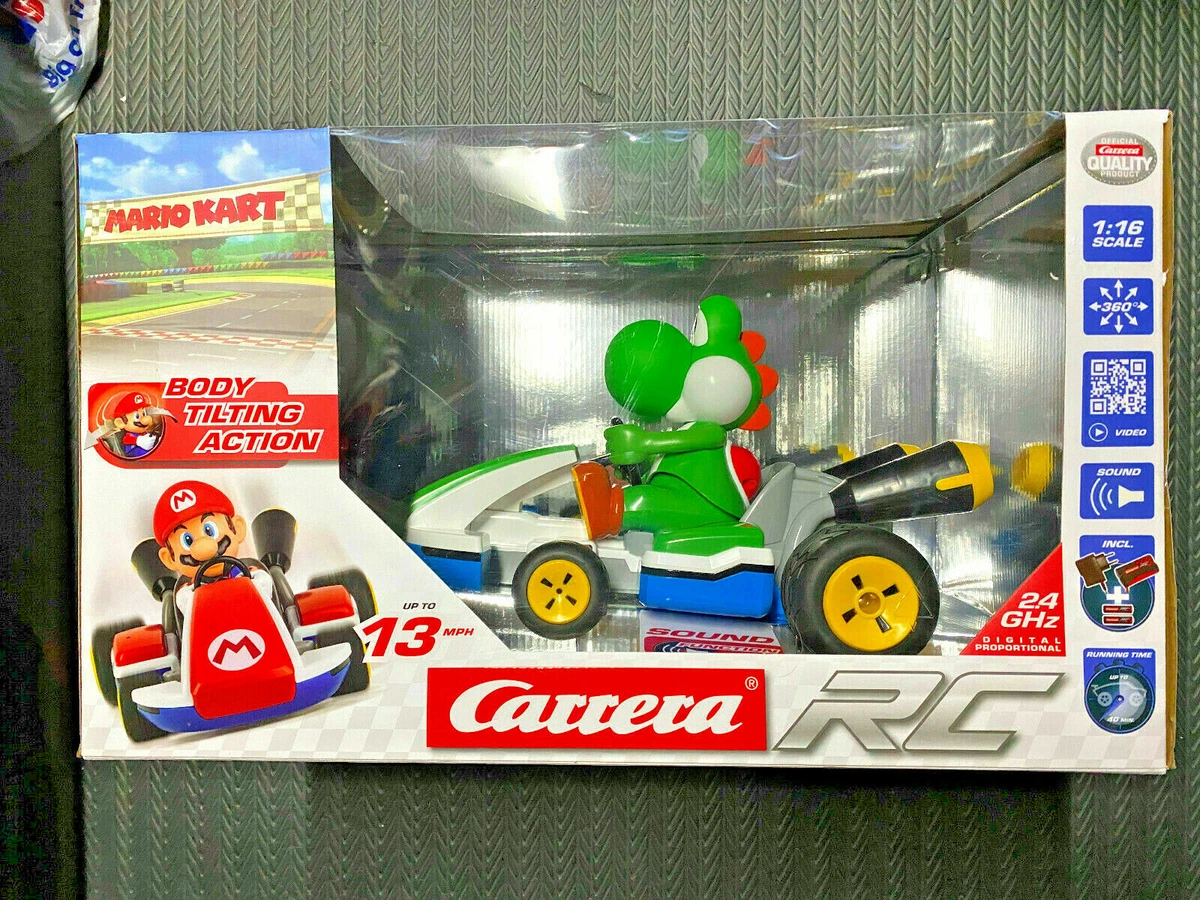 MARIO KART
BODY
TILTING
ACTION
M
M
UP TO
13 MPH
SOUND
FUNCTION
Carrera®
RC
2.4
GHz
DIGITAL
PROPORTIONAL
OFFICIAL
Carrera
QUALITY
PRODUCT
1:16
SCALE
360°
VIDEO
SOUND
INCL.
+
RUNNING TIME
UP TO
40 MIN.